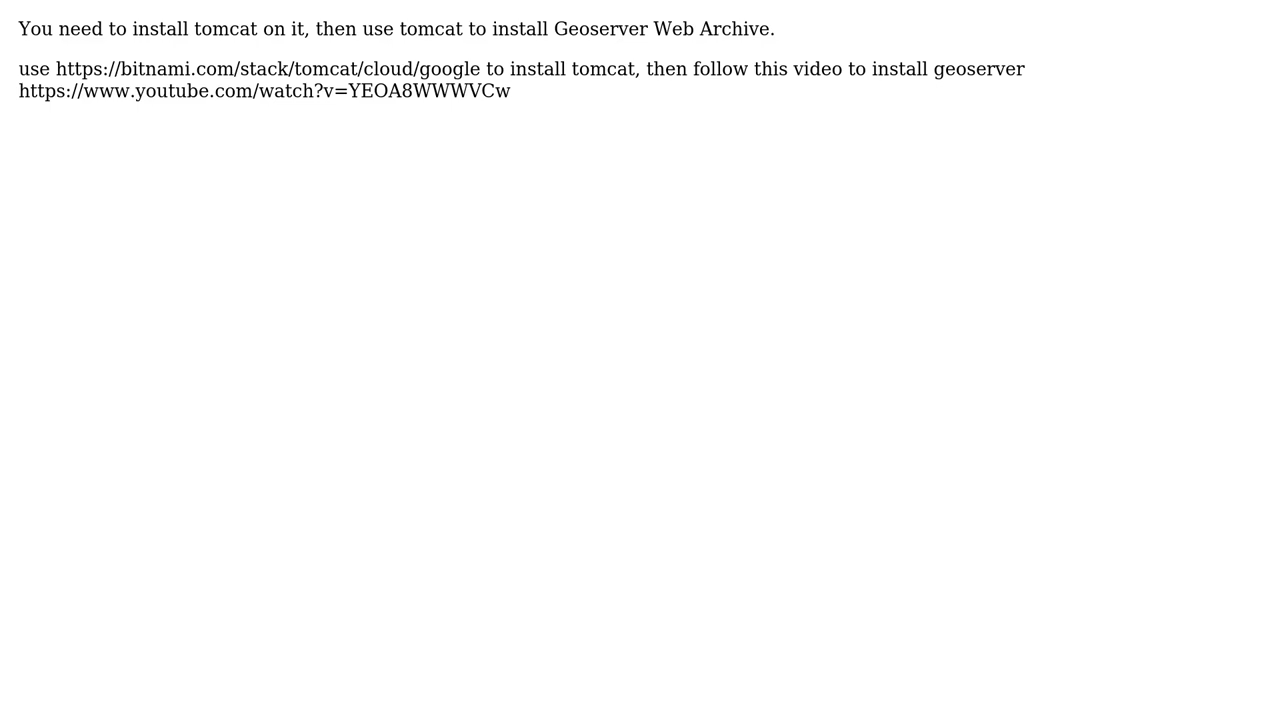 You need to install tomcat on it, then use tomcat to install Geoserver Web Archive.
use https://bitnami.com/stack/tomcat/cloud/google to install tomcat, then follow this video to install geoserver
https://www.youtube.com/watch?v=YEOA8WWWVCw